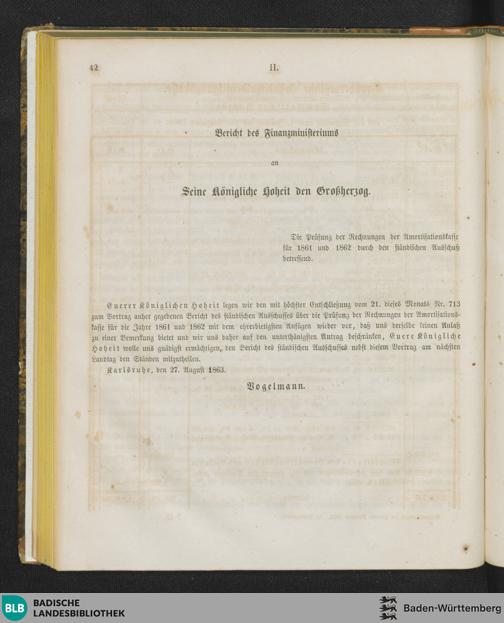 42
II.
Bericht des Finanzministeriums
an
Seine Königliche Hoheit den Großherzog.
Die Prüfung der Rechnungen der Amortisationskasse
für 1861 und 1862 durch den ständischen Ausschuß
betreffend.
Euerer Königlichen Hoheit legen wir den mit höchster Entschließung vom 21. dieses Monats Nr. 713
zum Vortrag anher gegebenen Bericht des ständischen Ausschusses über die Prüfung der Rechnungen der Amortisations-
kasse für die Jahre 1861 und 1862 mit dem ehrerbietigsten Anfügen wieder vor, daß uns derselbe keinen Anlaß
zu einer Bemerkung bietet und wir uns daher auf den unterthänigsten Antrag beschränken, Euere Königliche
Hoheit wolle uns gnädigst ermächtigen, den Bericht des ständischen Ausschusses nebst diesem Vortrag am nächsten
Landtag den Ständen mitzutheilen.
Karlsruhe, den 27. August 1863.
Vogelmann.
BLB
BADISCHE
LANDESBIBLIOTHEK
Baden-Württemberg